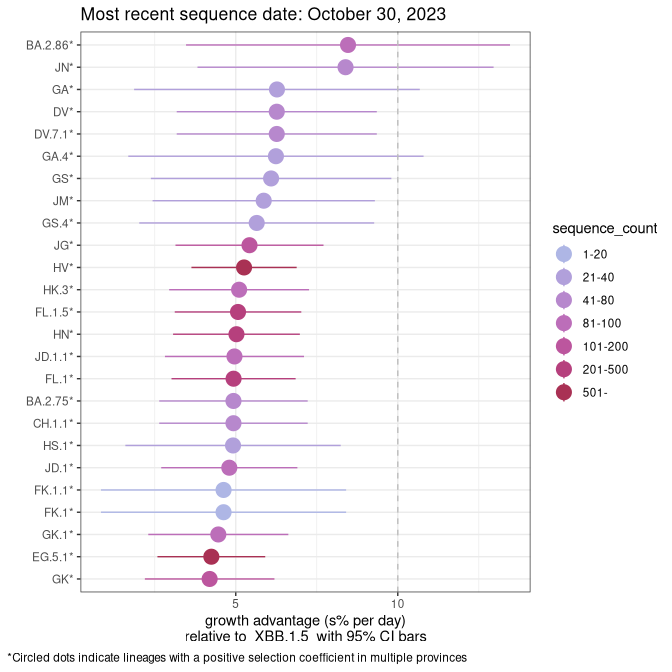 Most recent sequence date: October 30, 2023
BA.2.86*
JN*
GA*
DV*
DV.7.1*
GA.4*
GS*
JM*
GS.4*
JG*
HV*
HK.3*
FL.1.5*
HN*
JD.1.1*
FL.1*
BA.2.75*
CH.1.1*
HS.1*
JD.1*
FK.1.1*
FK.1*
GK.1*
EG.5.1*
GK*
sequence_count
1-20
21-40
41-80
81-100
101-200
201-500
501-
5 10
growth advantage (s% per day)
relative to XBB.1.5 with 95% CI bars
*Circled dots indicate lineages with a positive selection coefficient in multiple provinces